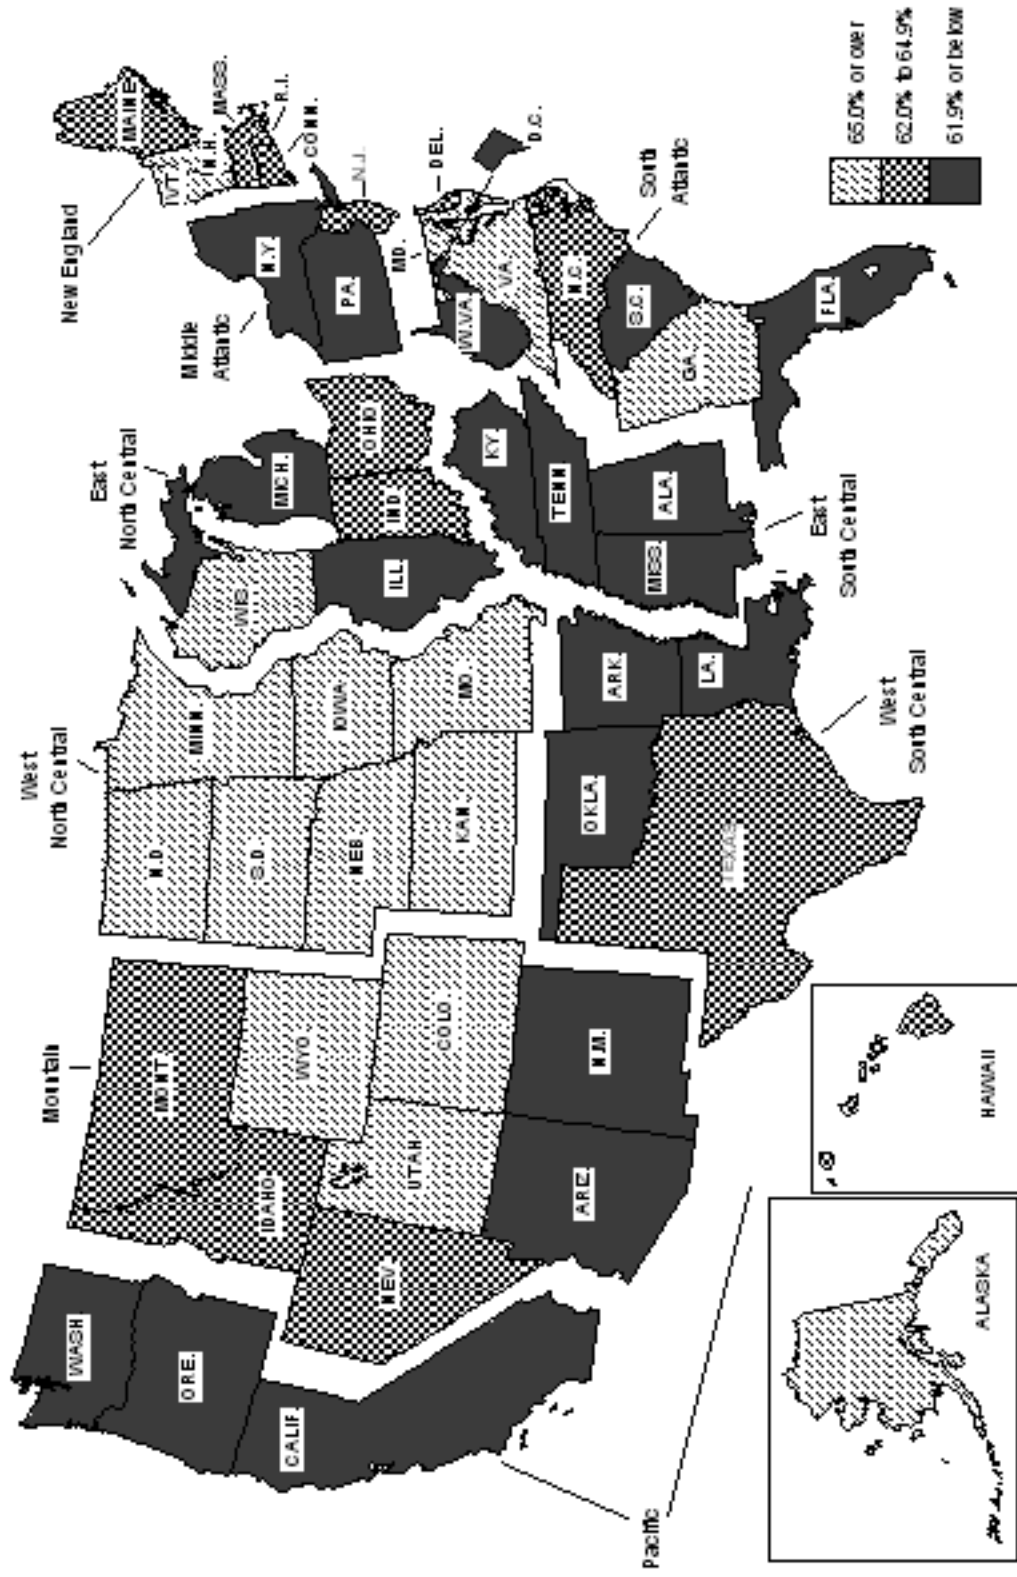 New England
Middle
Atlantic
East
North Central
West
North Central
Mountain
Pacific
South
Atlantic
East
South Central
West
South Central
WASH
ORE.
CALIF.
MONT
IDAHO
NEV.
WYO
UTAH
COLO.
ARIZ.
N.M.
N.D
S.D
NEB
KAN
MINN.
IOWA
MO.
OKLA.
ARK.
TEXAS
LA.
WIS.
MICH.
ILL
IND.
OHIO
KY.
TENN.
MISS.
ALA.
MAINE
VT.
N.H.
MASS.
R.I.
CONN.
N.Y.
PA.
N.J.
DEL.
MD.
D.C.
W.VA.
VA.
N.C.
S.C.
GA.
FLA.
ALASKA
HAWAII
65.0% or over
62.0% to 64.9%
61.9% or below